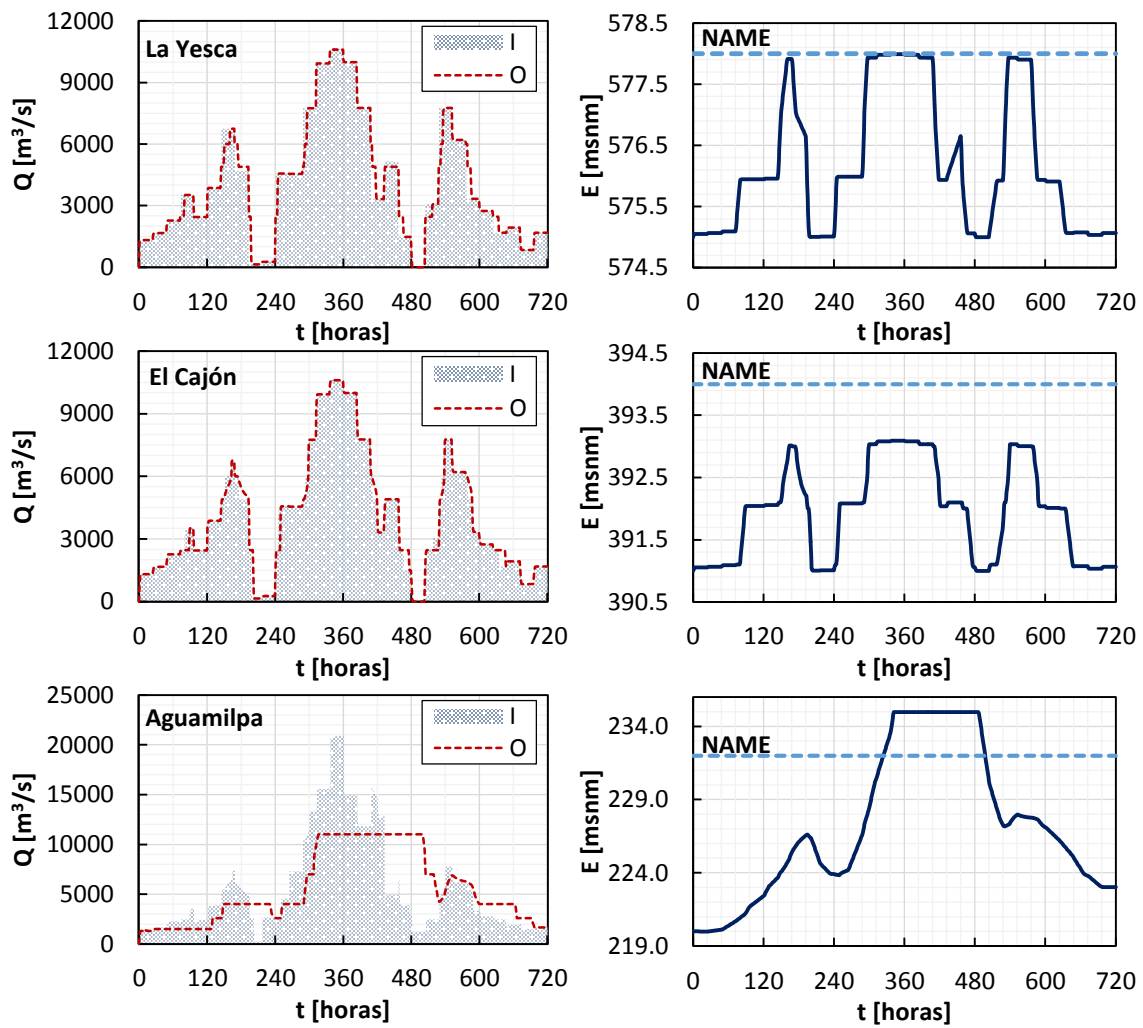 La Yesca
I
O
12000
9000
6000
3000
0
Q [m³/s]
0 120 240 360 480 600 720
t [horas]
NAME
578.5
577.5
576.5
575.5
574.5
E [msnm]
0 120 240 360 480 600 720
t [horas]
El Cajón
I
O
12000
9000
6000
3000
0
Q [m³/s]
0 120 240 360 480 600 720
t [horas]
NAME
394.5
393.5
392.5
391.5
390.5
E [msnm]
0 120 240 360 480 600 720
t [horas]
Aguamilpa
I
O
25000
20000
15000
10000
5000
0
Q [m³/s]
0 120 240 360 480 600 720
t [horas]
NAME
234.0
229.0
224.0
219.0
E [msnm]
0 120 240 360 480 600 720
t [horas]